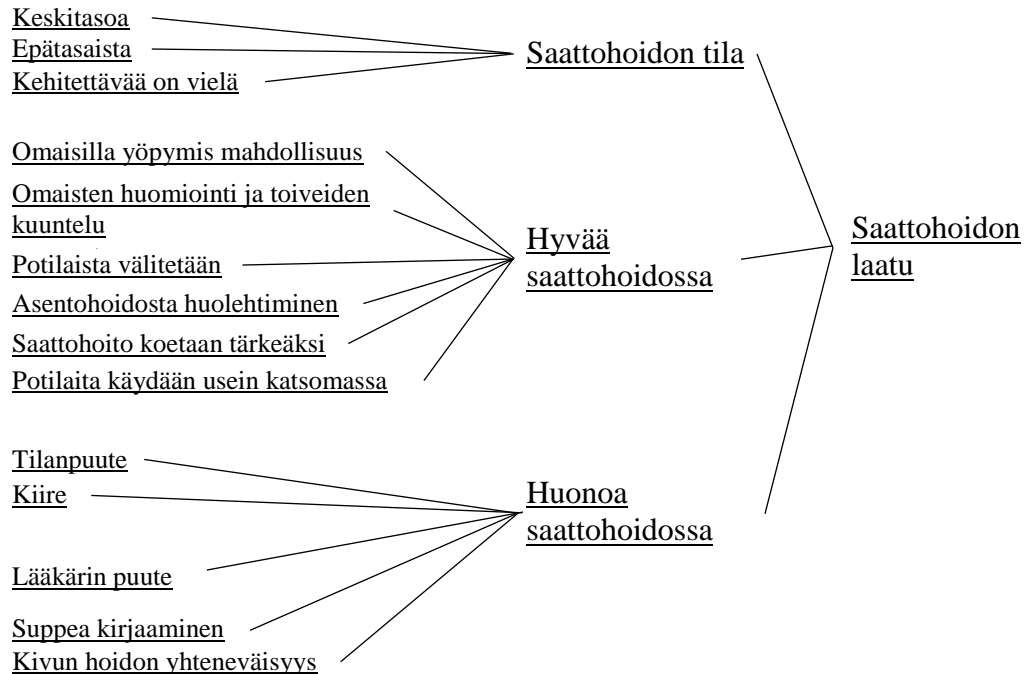 Keskitasoa
Epätasaista
Kehitettävää on vielä
Saattohoidon tila
Omaisilla yöpymis mahdollisuus
Omaisten huomiointi ja toiveiden
kuuntelu
Potilaista välitetään
Asentohoidosta huolehtiminen
Saattohoito koetaan tärkeäksi
Potilaita käydään usein katsomassa
Hyvää
saattohoidossa
Tilanpuute
Kiire
Lääkärin puute
Suppea kirjaaminen
Kivun hoidon yhteneväisyys
Huonoa
saattohoidossa
Saattohoidon
laatu